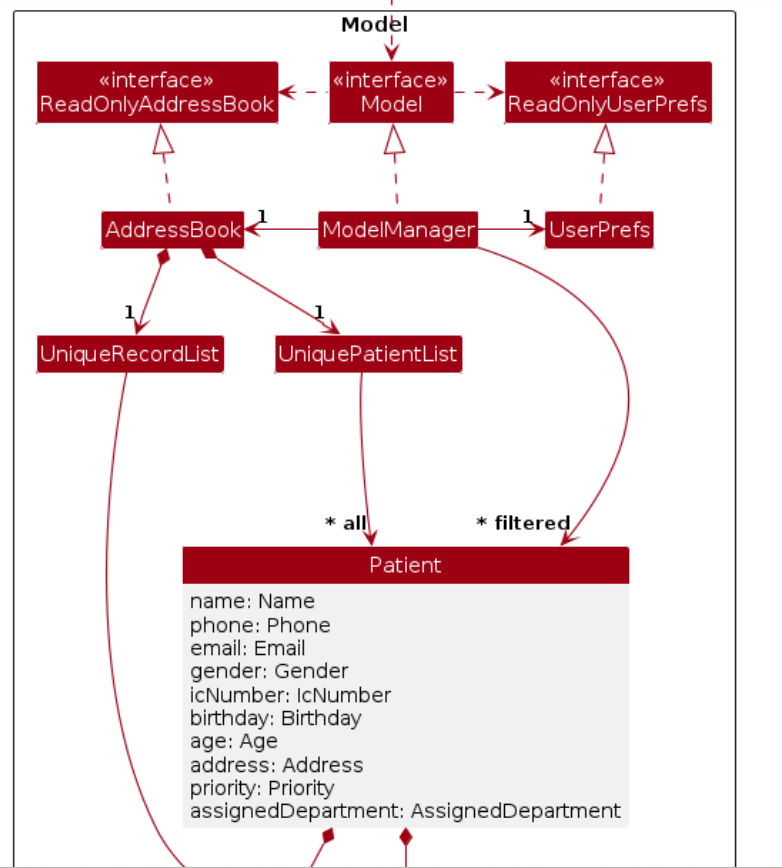 Model
«interface»
ReadOnlyAddressBook
«interface»
Model
«interface»
ReadOnlyUserPrefs
AddressBook
1
ModelManager
1
UserPrefs
1
1
UniqueRecordList
UniquePatientList
* all
* filtered
Patient
name: Name
phone: Phone
email: Email
gender: Gender
icNumber: IcNumber
birthday: Birthday
age: Age
address: Address
priority: Priority
assignedDepartment: AssignedDepartment